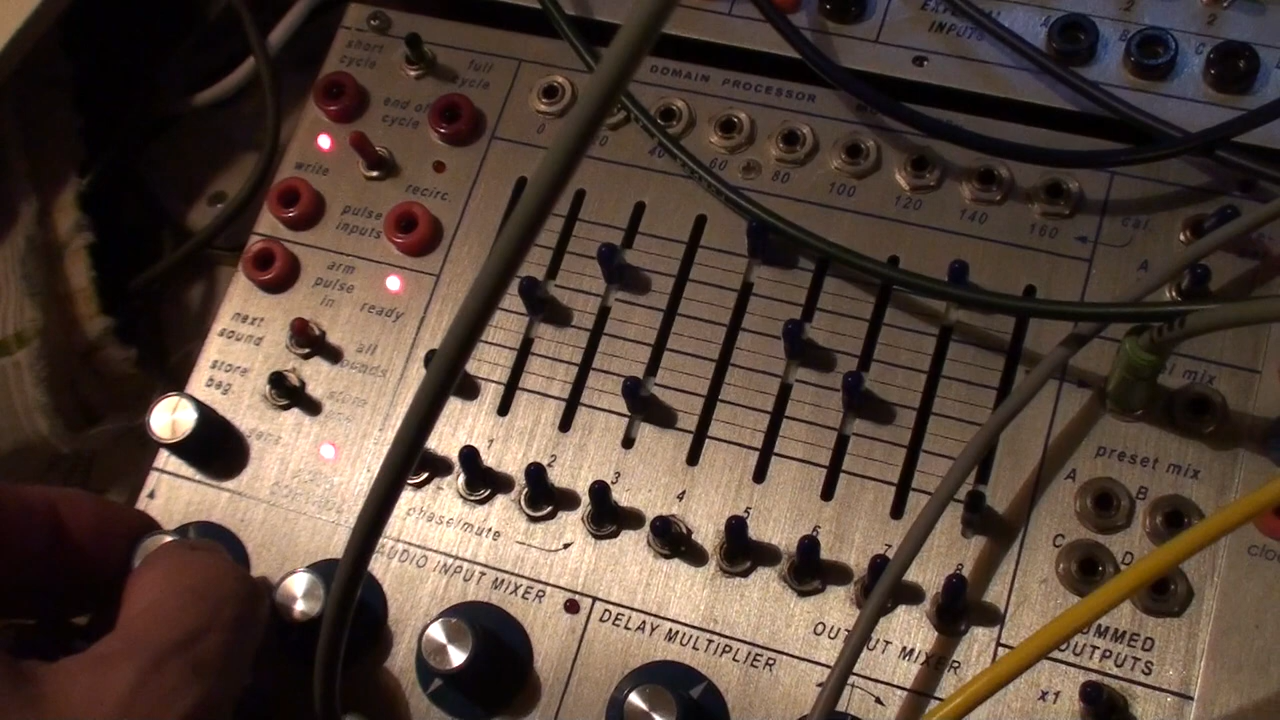 short
cycle
full
cycle
end of
cycle
write
recirc.
pulse
inputs
arm
pulse
in
ready
next
sound
all
sounds
store
beg.
INPUTS
A
B
C
DOMAIN PROCESSOR
0
40
60
80
100
120
140
160
cal.
A
1
2
3
4
5
6
7
8
phase/mute
AUDIO INPUT MIXER
DELAY MULTIPLIER
OUTPUT MIXER
mix
preset mix
A
B
C
D
SUMMED
OUTPUTS
x1